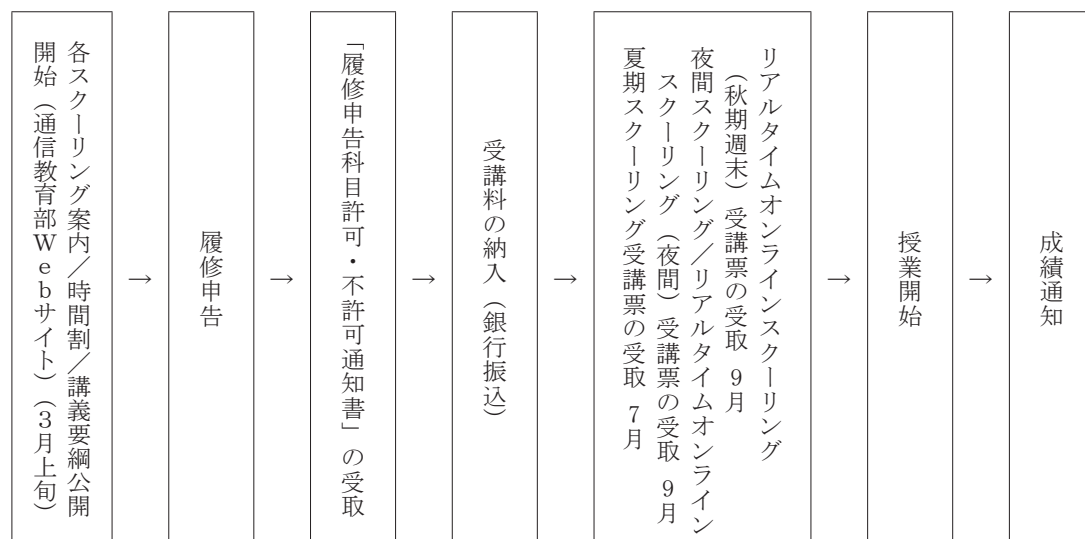 各スクーリング案内／時間割／講義要綱公開
開始（通信教育部Webサイト）（3月上旬）
→
履修申告
→
「履修申告科目許可・不許可通知書」の受取
→
受講料の納入（銀行振込）
→
リアルタイムオンラインスクーリング
（秋期週末）受講票の受取 9月
夜間スクーリング／リアルタイムオンライン
スクーリング（夜間）受講票の受取 9月
夏期スクーリング受講票の受取 7月
→
授業開始
→
成績通知